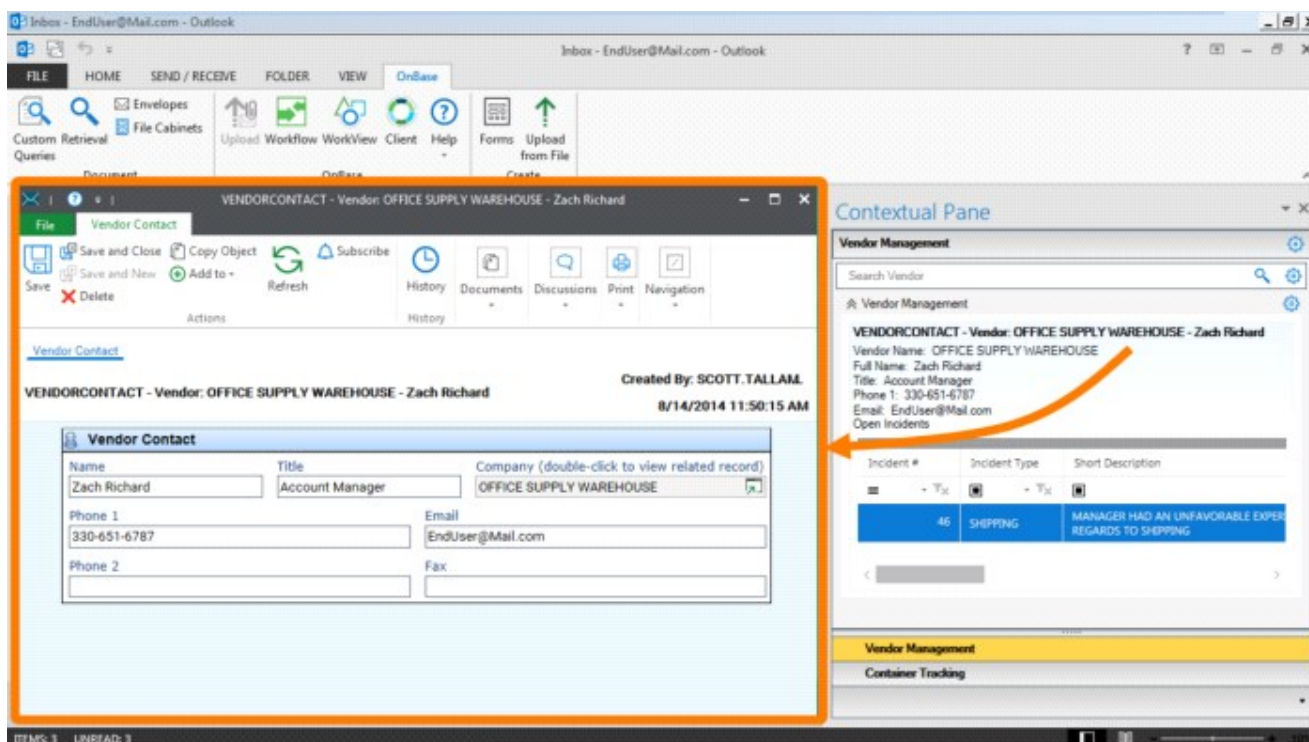 Inbox - EndUser@Mail.com - Outlook
Inbox - EndUser@Mail.com - Outlook
FILE HOME SEND / RECEIVE FOLDER VIEW OnBase
Custom Queries
Retrieval
Envelopes
File Cabinets
Upload
Workflow
WorkView
Client
Help
Forms
Upload from File
Document OnBase Create
VENDORCONTACT - Vendor: OFFICE SUPPLY WAREHOUSE - Zach Richard
File Vendor Contact
Save
Save and Close
Save and New
Delete
Copy Object
Add to
Refresh
Subscribe
History
Documents
Discussions
Print
Navigation
Actions History
Vendor Contact
VENDORCONTACT - Vendor: OFFICE SUPPLY WAREHOUSE - Zach Richard
Created By: SCOTT.TALLAM.
8/14/2014 11:50:15 AM
Vendor Contact
Name Title Company (double-click to view related record)
Zach Richard Account Manager OFFICE SUPPLY WAREHOUSE
Phone 1 Email
330-651-6787 EndUser@Mail.com
Phone 2 Fax
Contextual Pane
Vendor Management
Search Vendor
Vendor Management
VENDORCONTACT - Vendor: OFFICE SUPPLY WAREHOUSE - Zach Richard
Vendor Name: OFFICE SUPPLY WAREHOUSE
Full Name: Zach Richard
Title: Account Manager
Phone 1: 330-651-6787
Email: EndUser@Mail.com
Open Incidents
Incident # Incident Type Short Description
46 SHIPPING MANAGER HAD AN UNFAVORABLE EXPER
REGARDS TO SHIPPING
Vendor Management
Container Tracking
ITEMS: 3 UNREAD: 3